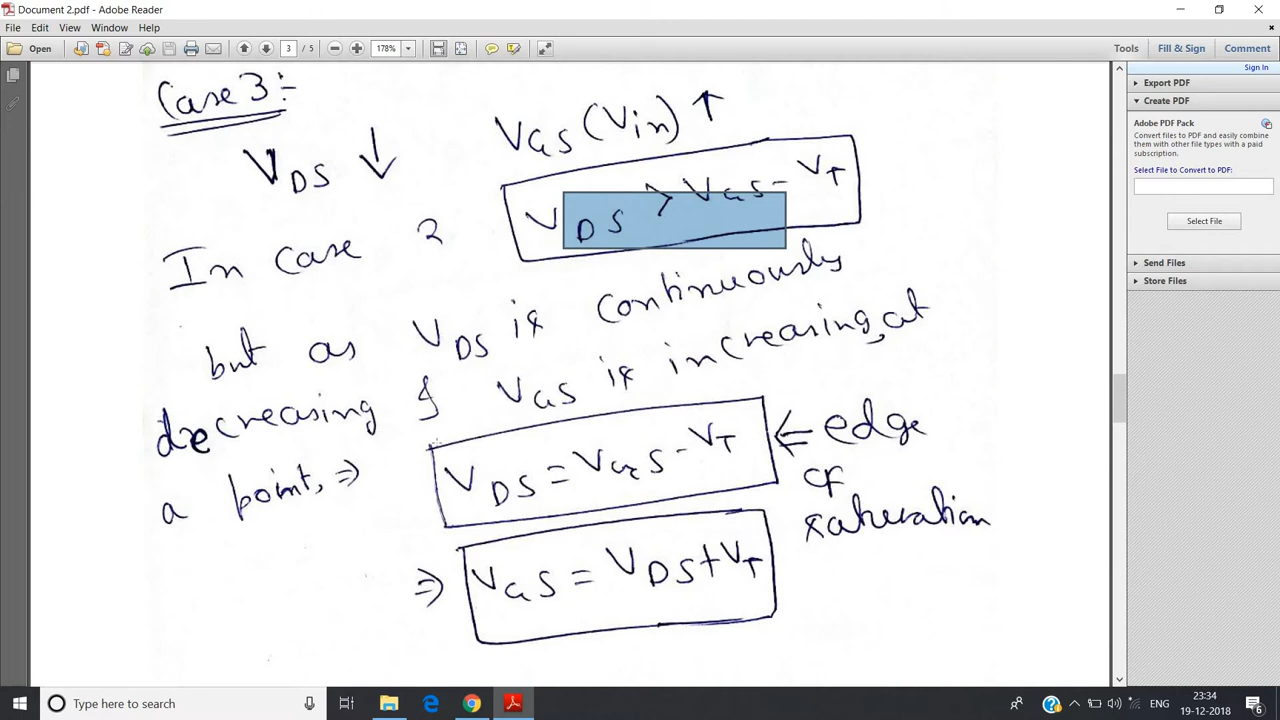 Document 2.pdf - Adobe Reader
File Edit View Window Help
Open 3 / 5 178% Tools Fill & Sign Comment
Sign In
Export PDF
Create PDF
Adobe PDF Pack
Convert files to PDF and easily combine
them with other file types with a paid
subscription.
Select File to Convert to PDF:
Select File
Send Files
Store Files
Case 3:-
VDS ↓ VGS (Vin) ↑
In Case 2 VDS > VGS - VT
but as VDS is continuously
decreasing & VGS is increasing, at
a point, ⇒ VDS = VGS - VT ⇐ edge
of
saturation
⇒ VGS = VDS + VT
Type here to search
ENG
23:34
19-12-2018
6